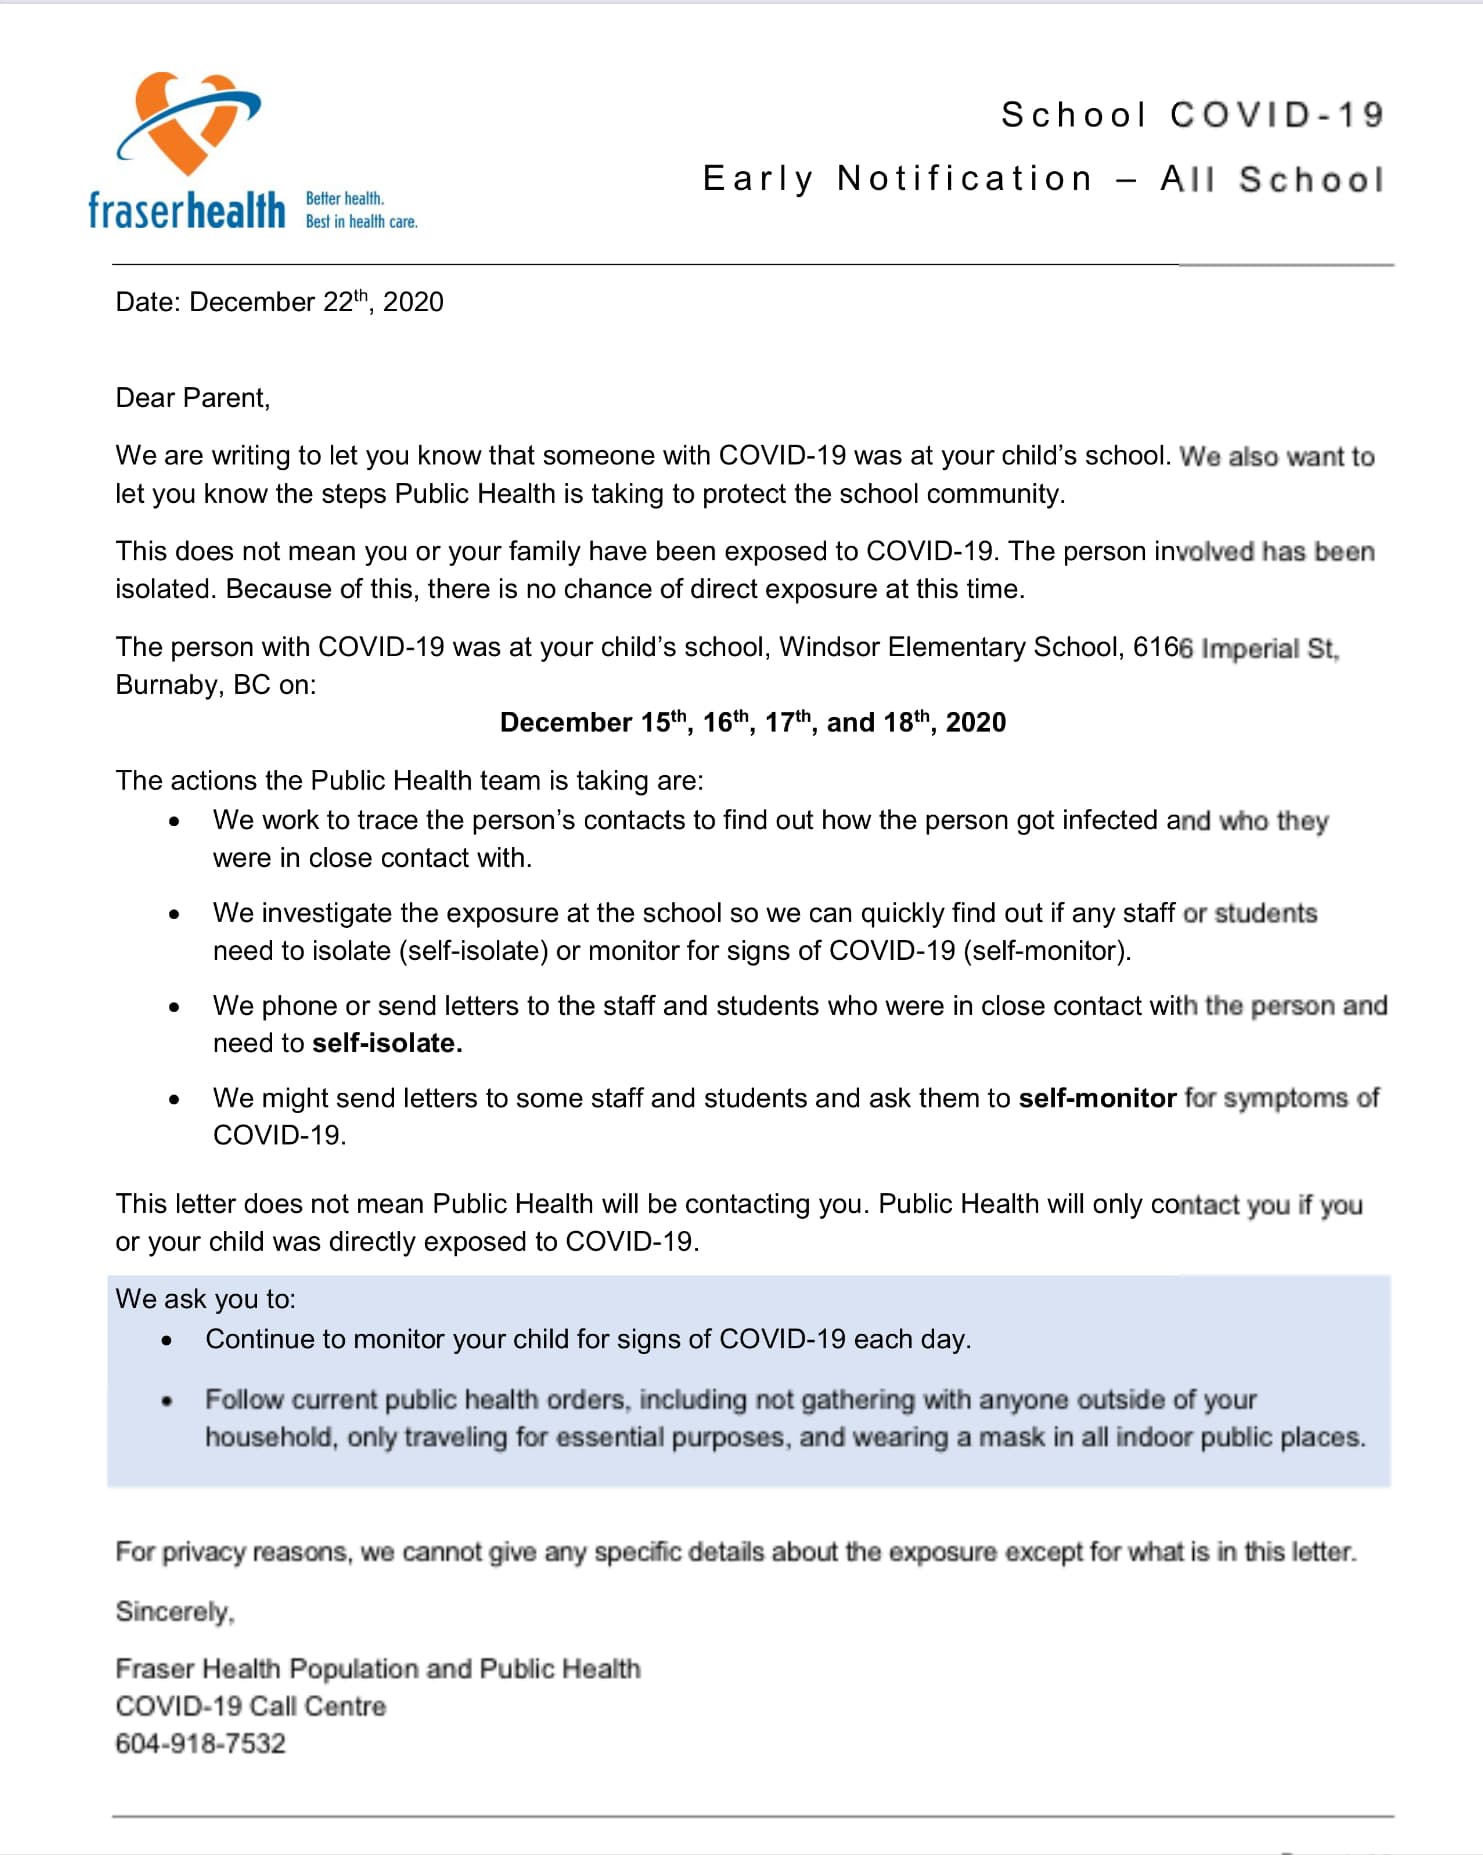 School COVID-19
Early Notification – All School
fraserhealth
Better health.
Best in health care.
Date: December 22th, 2020
Dear Parent,
We are writing to let you know that someone with COVID-19 was at your child’s school. We also want to
let you know the steps Public Health is taking to protect the school community.
This does not mean you or your family have been exposed to COVID-19. The person involved has been
isolated. Because of this, there is no chance of direct exposure at this time.
The person with COVID-19 was at your child’s school, Windsor Elementary School, 6166 Imperial St,
Burnaby, BC on:
December 15th, 16th, 17th, and 18th, 2020
The actions the Public Health team is taking are:
• We work to trace the person’s contacts to find out how the person got infected and who they
were in close contact with.
• We investigate the exposure at the school so we can quickly find out if any staff or students
need to isolate (self-isolate) or monitor for signs of COVID-19 (self-monitor).
• We phone or send letters to the staff and students who were in close contact with the person and
need to self-isolate.
• We might send letters to some staff and students and ask them to self-monitor for symptoms of
COVID-19.
This letter does not mean Public Health will be contacting you. Public Health will only contact you if you
or your child was directly exposed to COVID-19.
We ask you to:
• Continue to monitor your child for signs of COVID-19 each day.
• Follow current public health orders, including not gathering with anyone outside of your
household, only traveling for essential purposes, and wearing a mask in all indoor public places.
For privacy reasons, we cannot give any specific details about the exposure except for what is in this letter.
Sincerely,
Fraser Health Population and Public Health
COVID-19 Call Centre
604-918-7532